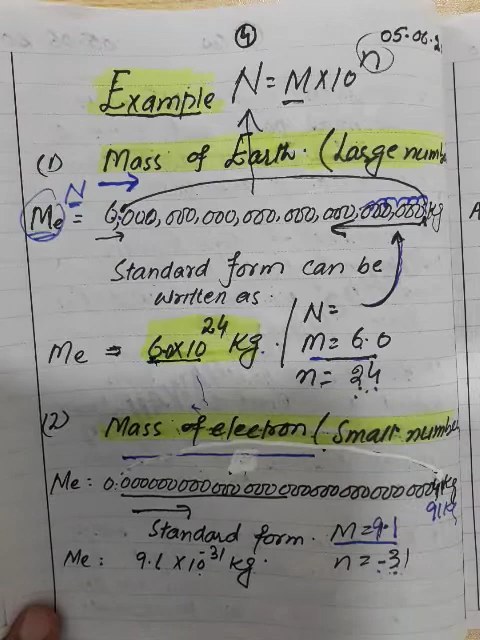 4
05.06.2
Example N = M×10ⁿ
(1) Mass of Earth. (Large numb
N
Me = 6,000,000,000,000,000,000,000,000 kg
Standard form can be
written as.
N=
Me = 6.0×10²⁴ kg.
M = 6.0
n = 24
(2) Mass of electron (Small numbe
Me: 0.000000000000000000000000000000 kg
91 kg
Standard form. M=9.1
Me: 9.1 ×10⁻³¹ kg. n = -31